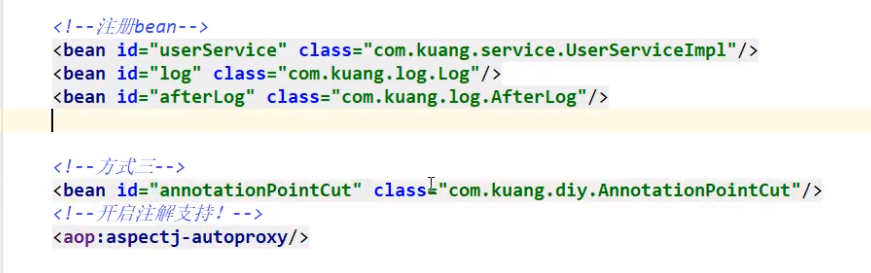 <!--注册bean-->
<bean id="userService" class="com.kuang.service.UserServiceImpl"/>
<bean id="log" class="com.kuang.log.Log"/>
<bean id="afterLog" class="com.kuang.log.AfterLog"/>
<!--方式三-->
<bean id="annotationPointCut" class="com.kuang.diy.AnnotationPointCut"/>
<!--开启注解支持! -->
<aop:aspectj-autoproxy/>